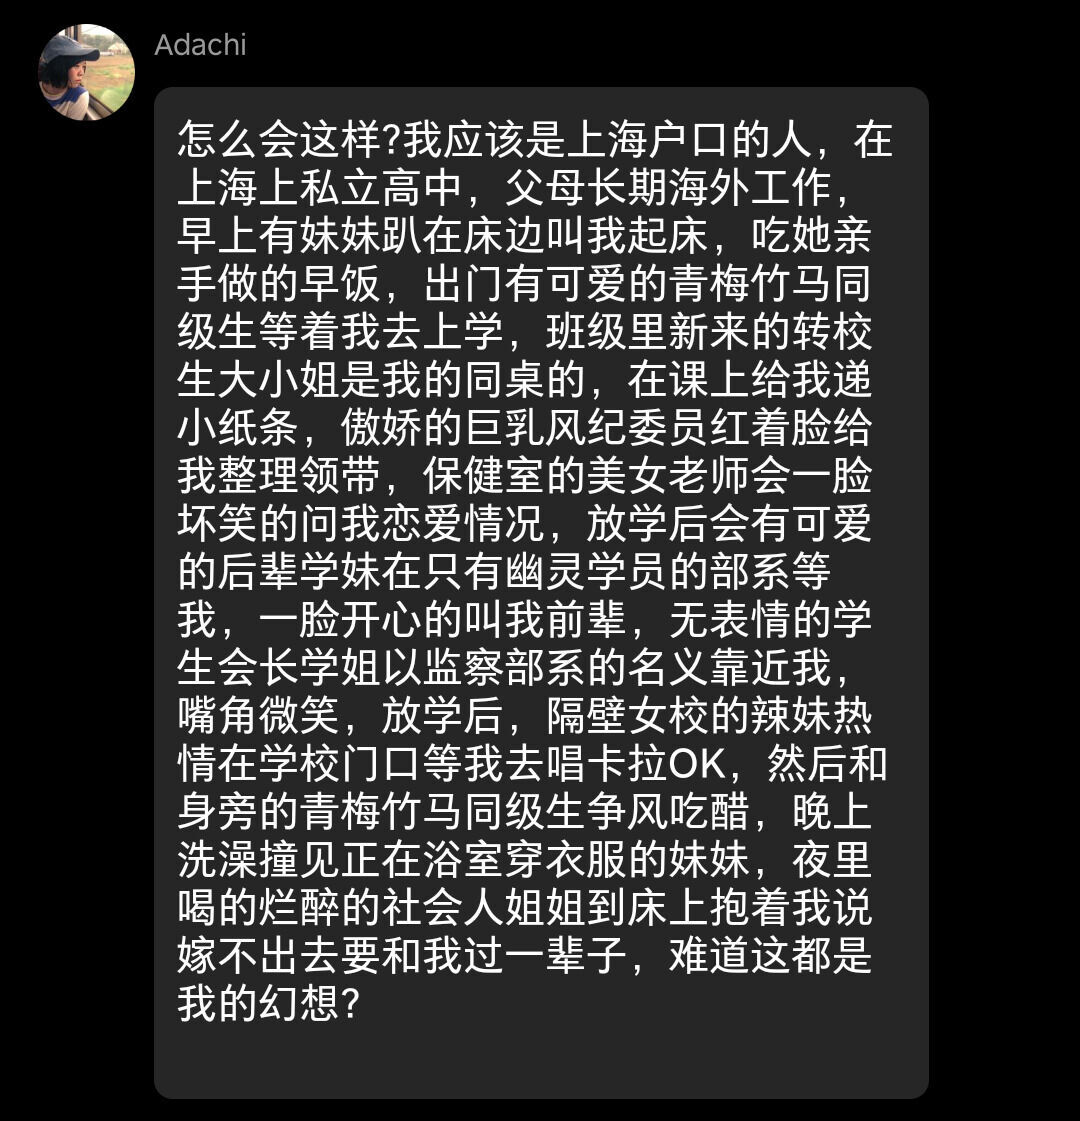 Adachi
怎么会这样?我应该是上海户口的人，在
上海上私立高中，父母长期海外工作，
早上有妹妹趴在床边叫我起床，吃她亲
手做的早饭，出门有可爱的青梅竹马同
级生等着我去上学，班级里新来的转校
生大小姐是我的同桌的，在课上给我递
小纸条，傲娇的巨乳风纪委员红着脸给
我整理领带，保健室的美女老师会一脸
坏笑的问我恋爱情况，放学后会有可爱
的后辈学妹在只有幽灵学员的部系等
我，一脸开心的叫我前辈，无表情的学
生会长学姐以监察部系的名义靠近我，
嘴角微笑，放学后，隔壁女校的辣妹热
情在学校门口等我去唱卡拉OK，然后和
身旁的青梅竹马同级生争风吃醋，晚上
洗澡撞见正在浴室穿衣服的妹妹，夜里
喝的烂醉的社会人姐姐到床上抱着我说
嫁不出去要和我过一辈子，难道这都是
我的幻想?